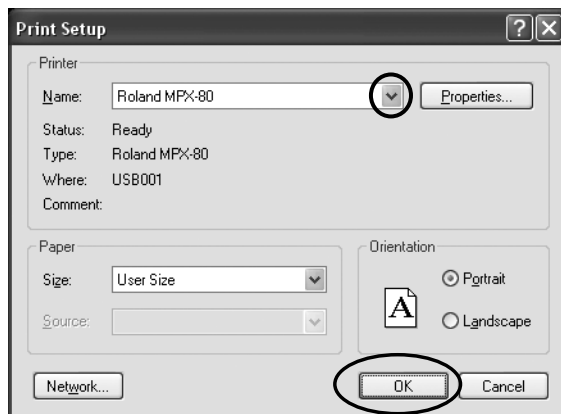 Print Setup
Printer
Name: Roland MPX-80 Properties...
Status: Ready
Type: Roland MPX-80
Where: USB001
Comment:
Paper
Size: User Size
Source:
Orientation
A
Portrait
Landscape
Network... OK Cancel